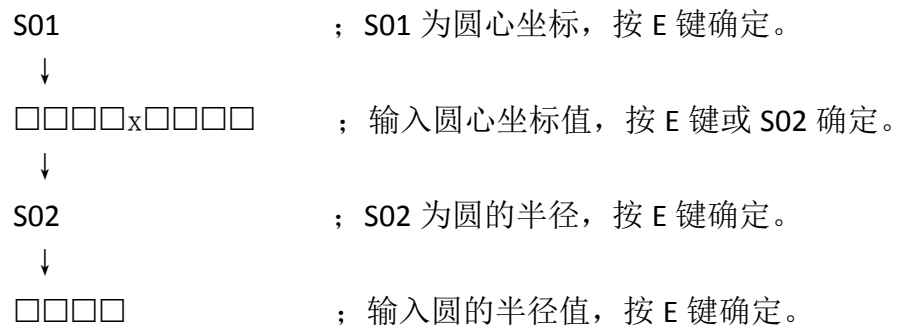 S01 ；S01 为圆心坐标，按 E 键确定。
↓
□□□□x□□□□ ；输入圆心坐标值，按 E 键或 S02 确定。
↓
S02 ；S02 为圆的半径，按 E 键确定。
↓
□□□□ ；输入圆的半径值，按 E 键确定。